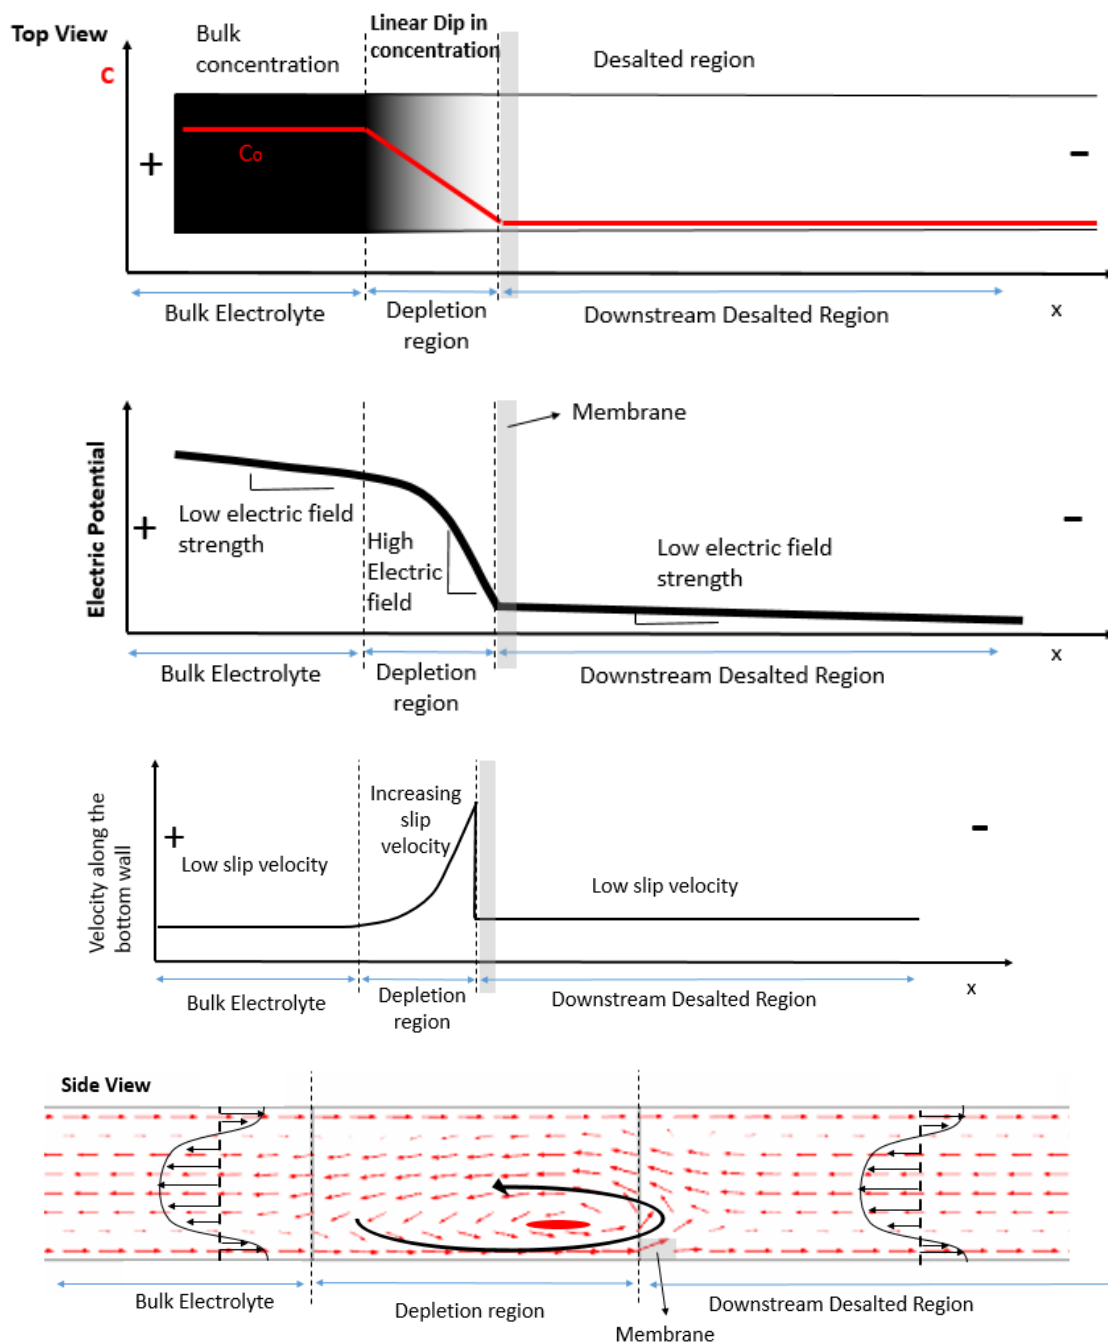 Top View
C
Bulk
concentration
Linear Dip in
concentration
Desalted region
+
C₀
-
Bulk Electrolyte
Depletion
region
Downstream Desalted Region
x
Electric Potential
Membrane
+
Low electric field
strength
High
Electric
field
Low electric field
strength
-
Bulk Electrolyte
Depletion
region
Downstream Desalted Region
x
Velocity along the
bottom wall
+
Low slip velocity
Increasing
slip
velocity
Low slip velocity
-
Bulk Electrolyte
Depletion
region
Downstream Desalted Region
x
Side View
Bulk Electrolyte
Depletion region
Downstream Desalted Region
Membrane